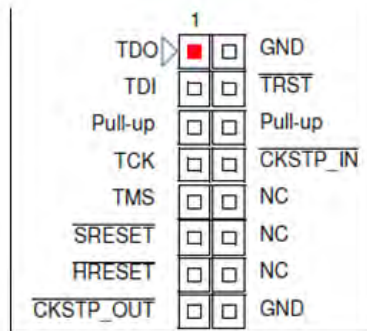 1
TDO GND
TDI TRST
Pull-up Pull-up
TCK CKSTP_IN
TMS NC
SRESET NC
HRESET NC
CKSTP_OUT GND